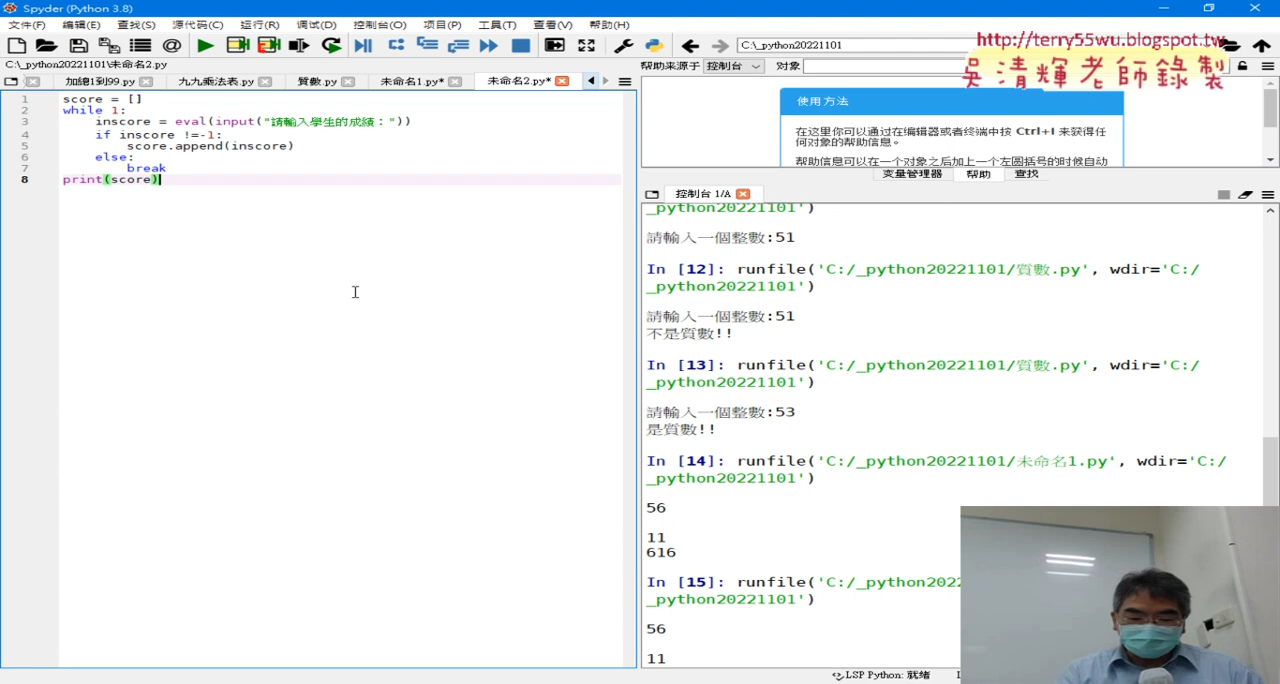 Spyder (Python 3.8)
文件(F) 编辑(E) 查找(S) 源代码(C) 运行(R) 调试(D) 控制台(O) 项目(P) 工具(T) 查看(V) 帮助(H)
C:\_python20221101
http://terry55wu.blogspot.tw
吳清輝老師錄製
C:\_python20221101\未命名2.py
帮助来源于 控制台 对象
加總1到99.py 九九乘法表.py 質數.py 未命名1.py* 未命名2.py*
1 score = []
2 while 1:
3 inscore = eval(input("請輸入學生的成績："))
4 if inscore !=-1:
5 score.append(inscore)
6 else:
7 break
8 print(score)
使用方法
在这里你可以通过在编辑器或者终端中按 Ctrl+I 来获得任
何对象的帮助信息。
帮助信息可以在一个对象之后加上一个左圆括号的时候自动
变量管理器 帮助 查找
控制台 1/A
_python20221101')
請輸入一個整數:51
In [12]: runfile('C:/_python20221101/質數.py', wdir='C:/
_python20221101')
請輸入一個整數:51
不是質數!!
In [13]: runfile('C:/_python20221101/質數.py', wdir='C:/
_python20221101')
請輸入一個整數:53
是質數!!
In [14]: runfile('C:/_python20221101/未命名1.py', wdir='C:/
_python20221101')
56
11
616
In [15]: runfile('C:/_python202
_python20221101')
56
11
LSP Python: 就绪